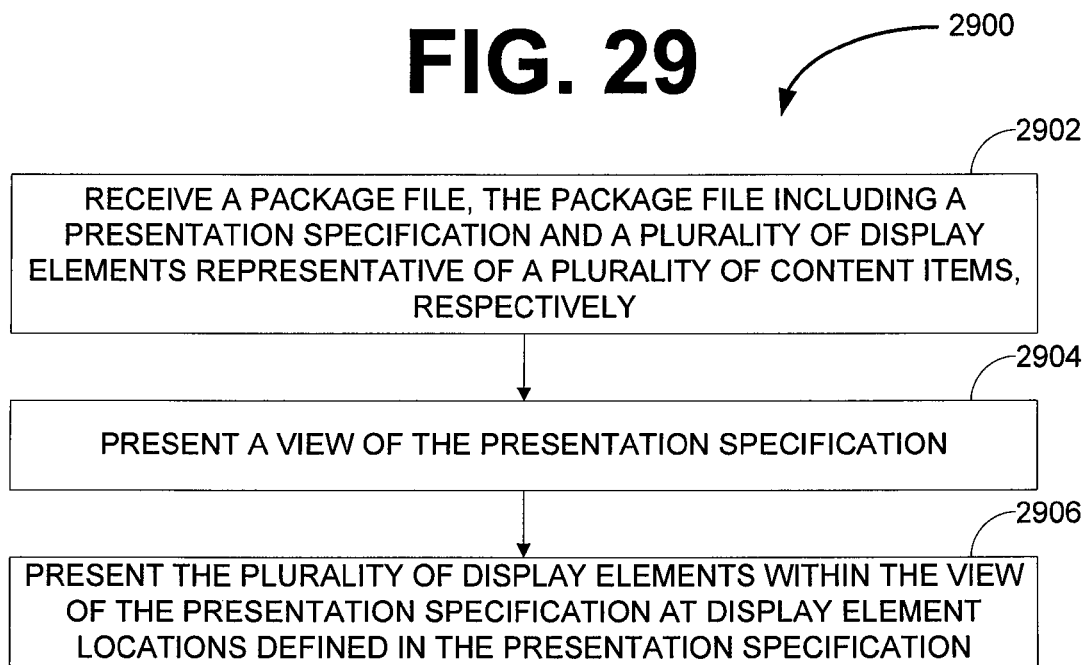 FIG. 29
2900
2902
RECEIVE A PACKAGE FILE, THE PACKAGE FILE INCLUDING A
PRESENTATION SPECIFICATION AND A PLURALITY OF DISPLAY
ELEMENTS REPRESENTATIVE OF A PLURALITY OF CONTENT ITEMS,
RESPECTIVELY
2904
PRESENT A VIEW OF THE PRESENTATION SPECIFICATION
2906
PRESENT THE PLURALITY OF DISPLAY ELEMENTS WITHIN THE VIEW
OF THE PRESENTATION SPECIFICATION AT DISPLAY ELEMENT
LOCATIONS DEFINED IN THE PRESENTATION SPECIFICATION